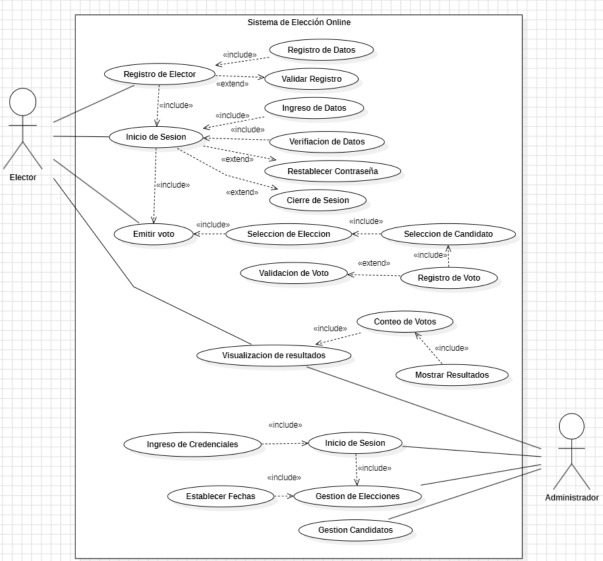 Sistema de Elección Online
Registro de Datos
«include»
Registro de Elector
Validar Registro
«extend»
Ingreso de Datos
«include»
«include»
«include»
Inicio de Sesion
Verifiacion de Datos
«extend»
Restablecer Contraseña
Elector
«include»
«extend»
Cierre de Sesion
«include»
«include»
Emitir voto
Seleccion de Eleccion
Seleccion de Candidato
«include»
«extend»
Validacion de Voto
Registro de Voto
Conteo de Votos
«include»
«include»
Visualizacion de resultados
Mostrar Resultados
«include»
Ingreso de Credenciales
Inicio de Sesion
«include»
«include»
Establecer Fechas
Gestion de Elecciones
Administrador
Gestion Candidatos